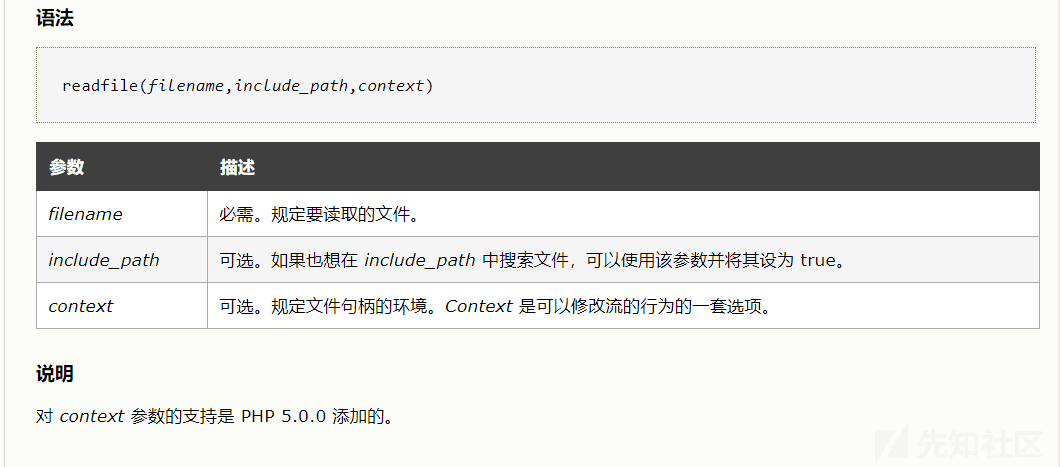 语法
readfile(filename,include_path,context)
参数 描述
filename 必需。规定要读取的文件。
include_path 可选。如果也想在 include_path 中搜索文件，可以使用该参数并将其设为 true。
context 可选。规定文件句柄的环境。Context 是可以修改流的行为的一套选项。
说明
对 context 参数的支持是 PHP 5.0.0 添加的。
先知社区